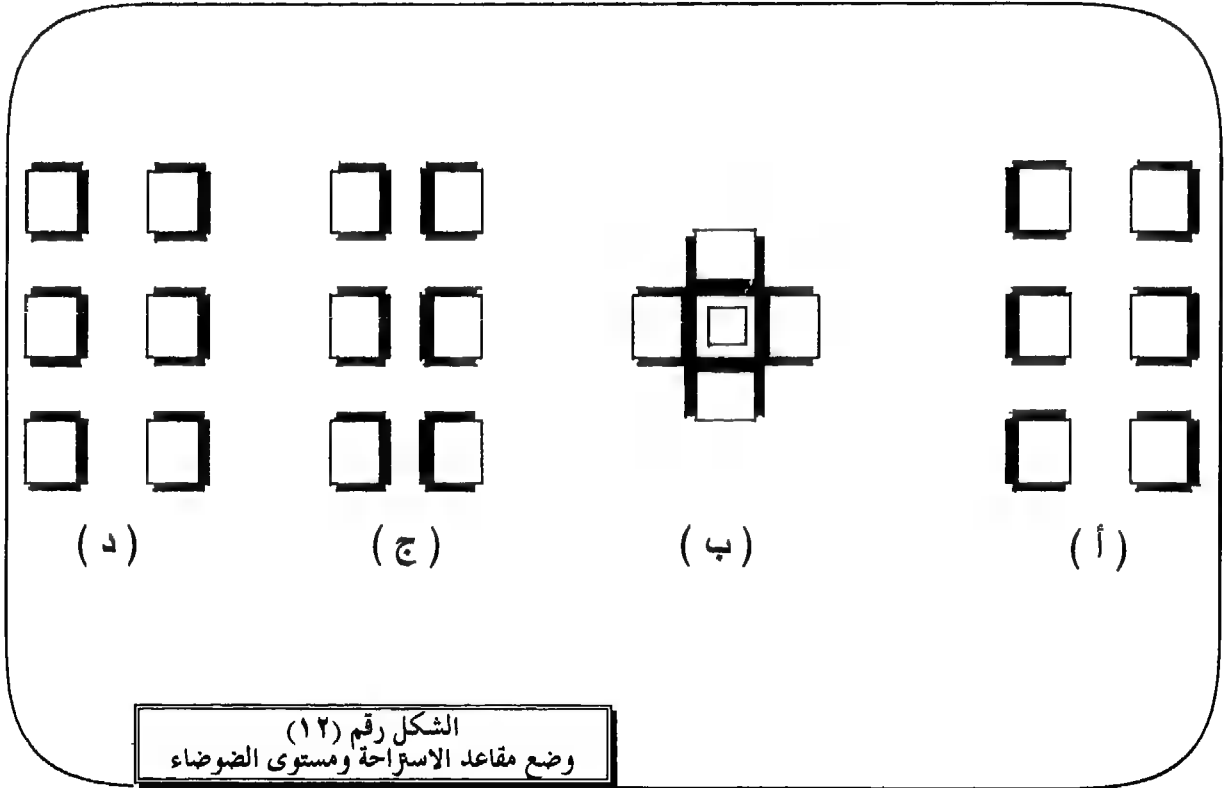 ( أ )
( ب )
( ج )
( د )
الشكل رقم (١٢)
وضع مقاعد الاستراحة ومستوى الضوضاء